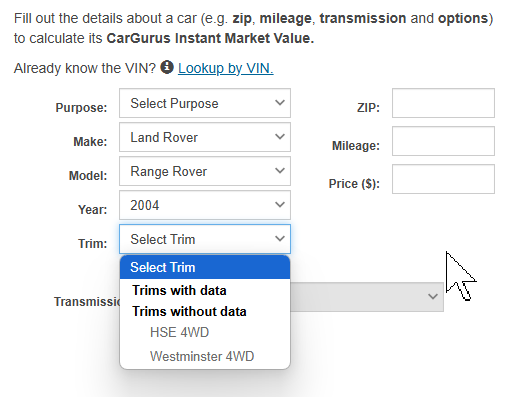 Fill out the details about a car (e.g. zip, mileage, transmission and options)
to calculate its CarGurus Instant Market Value.
Already know the VIN? Lookup by VIN.
Purpose: Select Purpose ZIP:
Make: Land Rover
Mileage:
Model: Range Rover
Price ($):
Year: 2004
Trim: Select Trim
Select Trim
Trims with data
Transmissio
Trims without data
HSE 4WD
Westminster 4WD